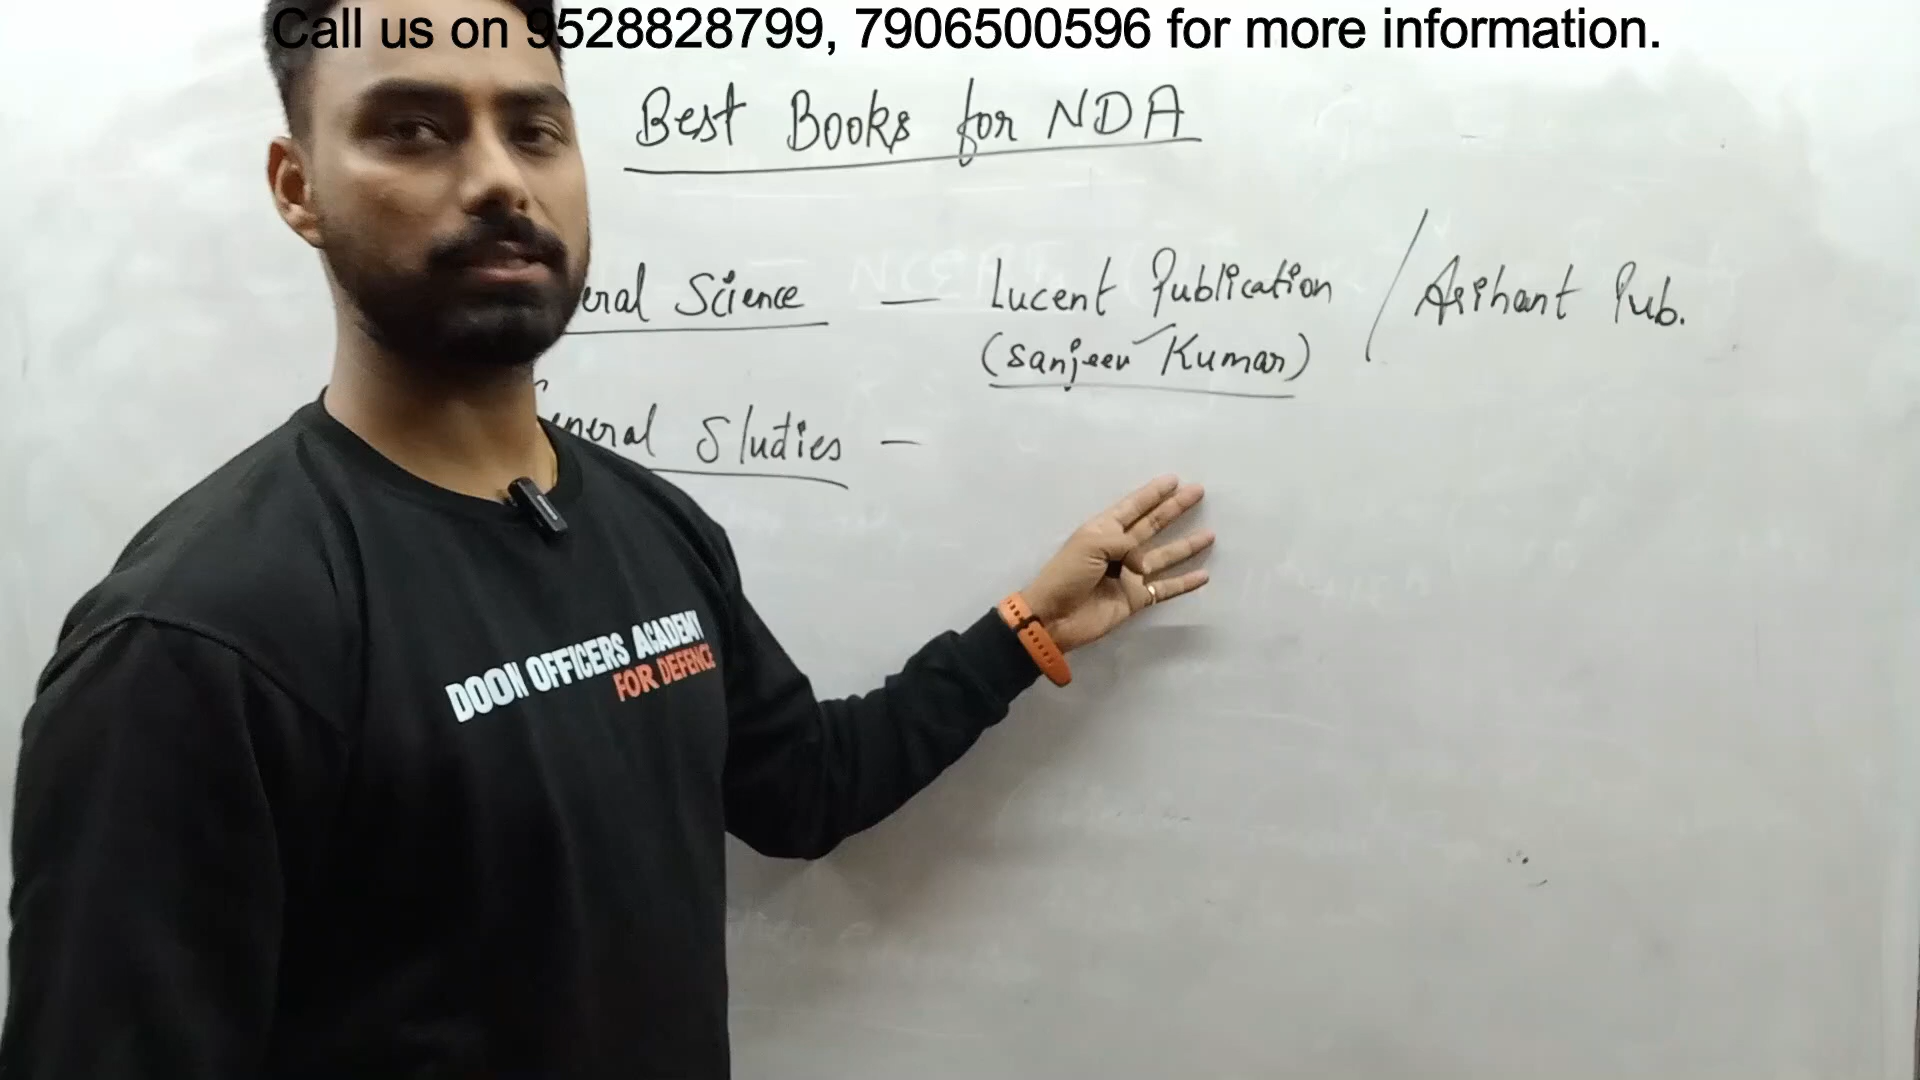 Call us on 9528828799, 7906500596 for more information.
Best Books for NDA
eral Science — Lucent Publication / Arihant Pub.
(Sanjeev Kumar)
General Studies —
DOON OFFICERS ACADEMY
FOR DEFENCE